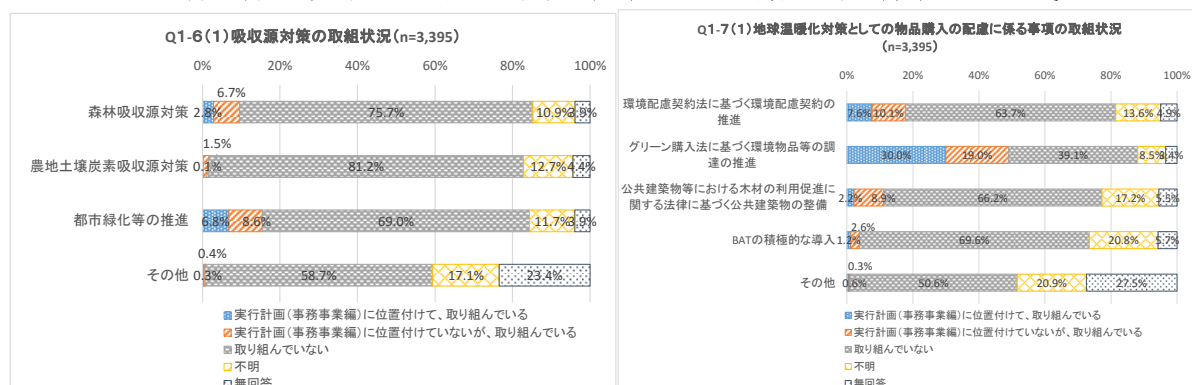 Q1-6(1)吸収源対策の取組状況(n=3,395)
0% 20% 40% 60% 80% 100%
6.7%
森林吸収源対策 2.8% 75.7% 10.9% 3.9%
1.5%
農地土壌炭素吸収源対策 0.1% 81.2% 12.7% 4.4%
都市緑化等の推進 6.8% 8.6% 69.0% 11.7% 3.9%
0.4%
その他 0.3% 58.7% 17.1% 23.4%
実行計画(事務事業編)に位置付けて、取り組んでいる
実行計画(事務事業編)に位置付けていないが、取り組んでいる
取り組んでいない
不明
無回答
Q1-7(1)地球温暖化対策としての物品購入の配慮に係る事項の取組状況
(n=3,395)
0% 20% 40% 60% 80% 100%
環境配慮契約法に基づく環境配慮契約の
推進
7.6% 10.1% 63.7% 13.6% 4.9%
グリーン購入法に基づく環境物品等の調
達の推進
30.0% 19.0% 39.1% 8.5% 3.4%
公共建築物等における木材の利用促進に
関する法律に基づく公共建築物の整備
2.2% 8.9% 66.2% 17.2% 5.5%
2.6%
BATの積極的な導入 1.2% 69.6% 20.8% 5.7%
0.3%
その他 0.6% 50.6% 20.9% 27.5%
実行計画(事務事業編)に位置付けて、取り組んでいる
実行計画(事務事業編)に位置付けていないが、取り組んでいる
取り組んでいない
不明
無回答